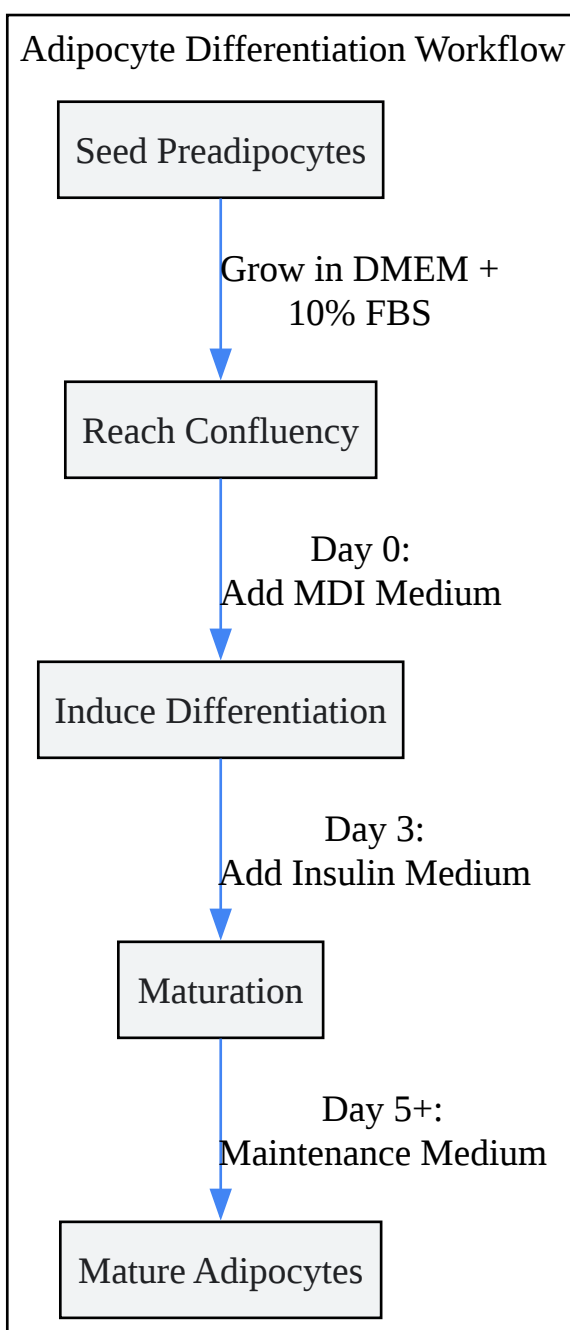 Adipocyte Differentiation Workflow
Seed Preadipocytes
Grow in DMEM +
10% FBS
Reach Confluency
Day 0:
Add MDI Medium
Induce Differentiation
Day 3:
Add Insulin Medium
Maturation
Day 5+:
Maintenance Medium
Mature Adipocytes